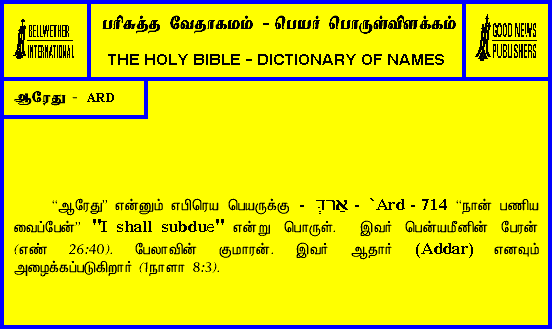 BELLWETHER
INTERNATIONAL
பரிசுத்த வேதாகமம் - பெயர் பொருள்விளக்கம்
THE HOLY BIBLE - DICTIONARY OF NAMES
GOOD NEWS
PUBLISHERS
ஆரேது - ARD
“ஆரேது” என்னும் எபிரெய பெயருக்கு - אַרְדְּ - `Ard - 714 “நான் பணிய
வைப்பேன்” "I shall subdue" என்று பொருள். இவர் பென்யமீனின் பேரன்
(எண் 26:40). பேலாவின் குமாரன். இவர் ஆதார் (Addar) எனவும்
அழைக்கப்படுகிறார் (1நாளா 8:3).